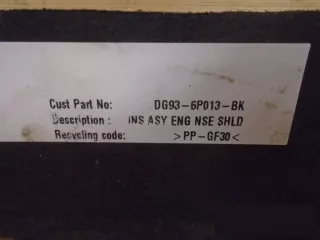 Cust Part No: DG93-6P013-BK
Description : INS ASY ENG NSE SHLD
Recycling code: >PP-GF30<